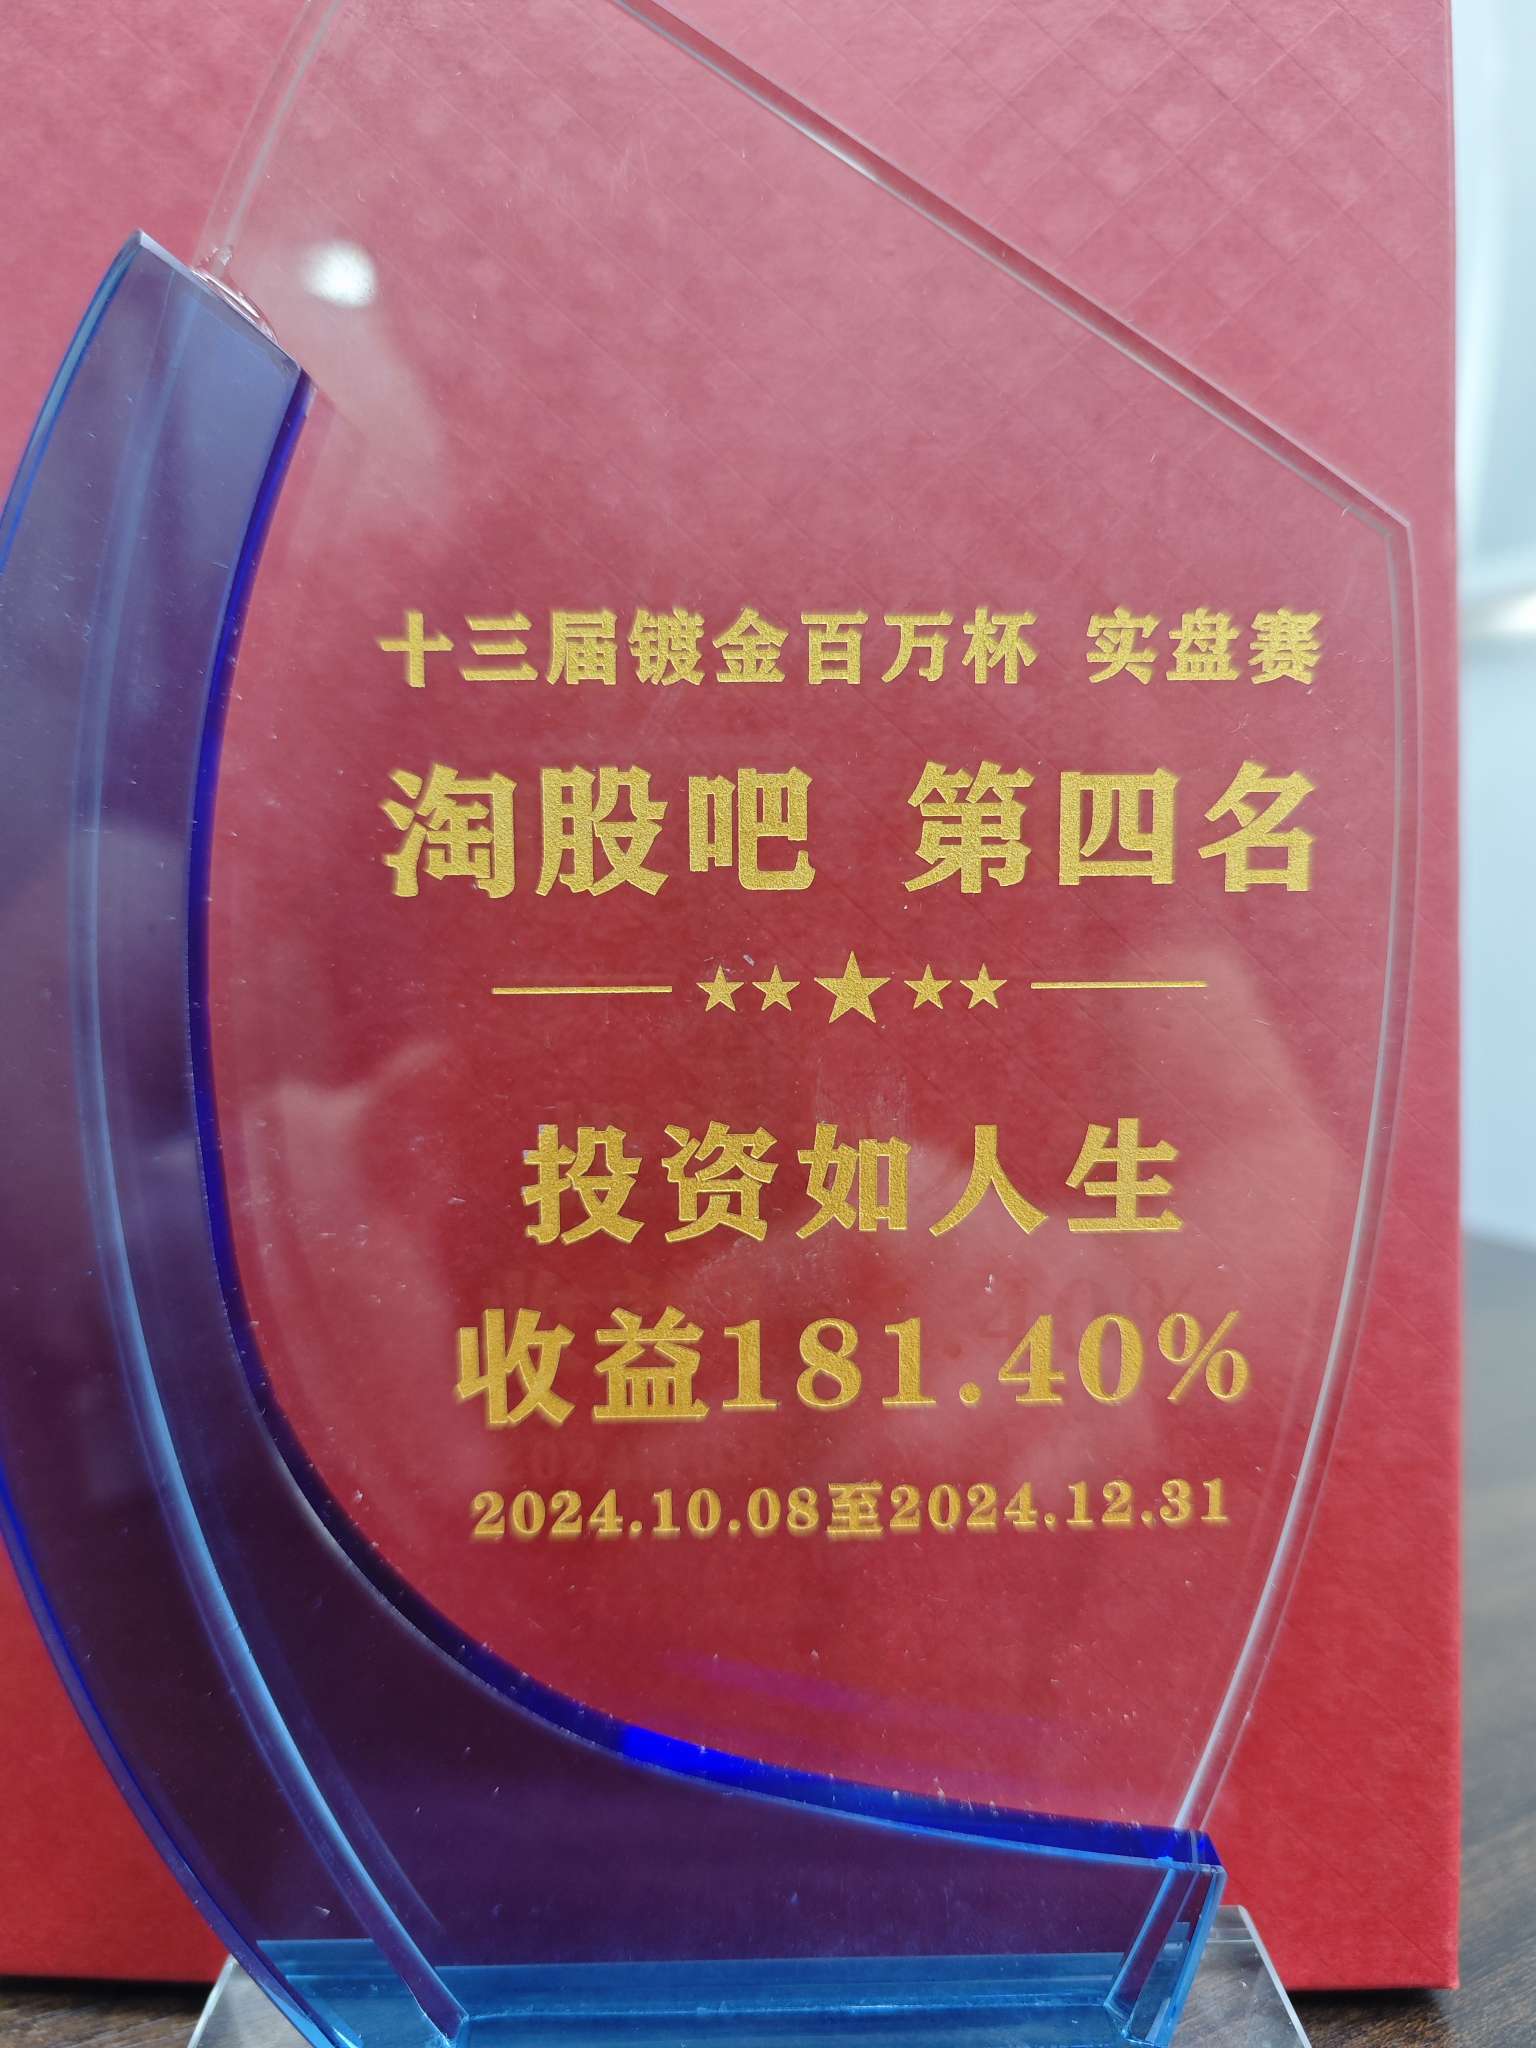 十三届镀金百万杯 实盘赛
淘股吧 第四名
投资如人生
收益181.40%
2024.10.08至2024.12.31